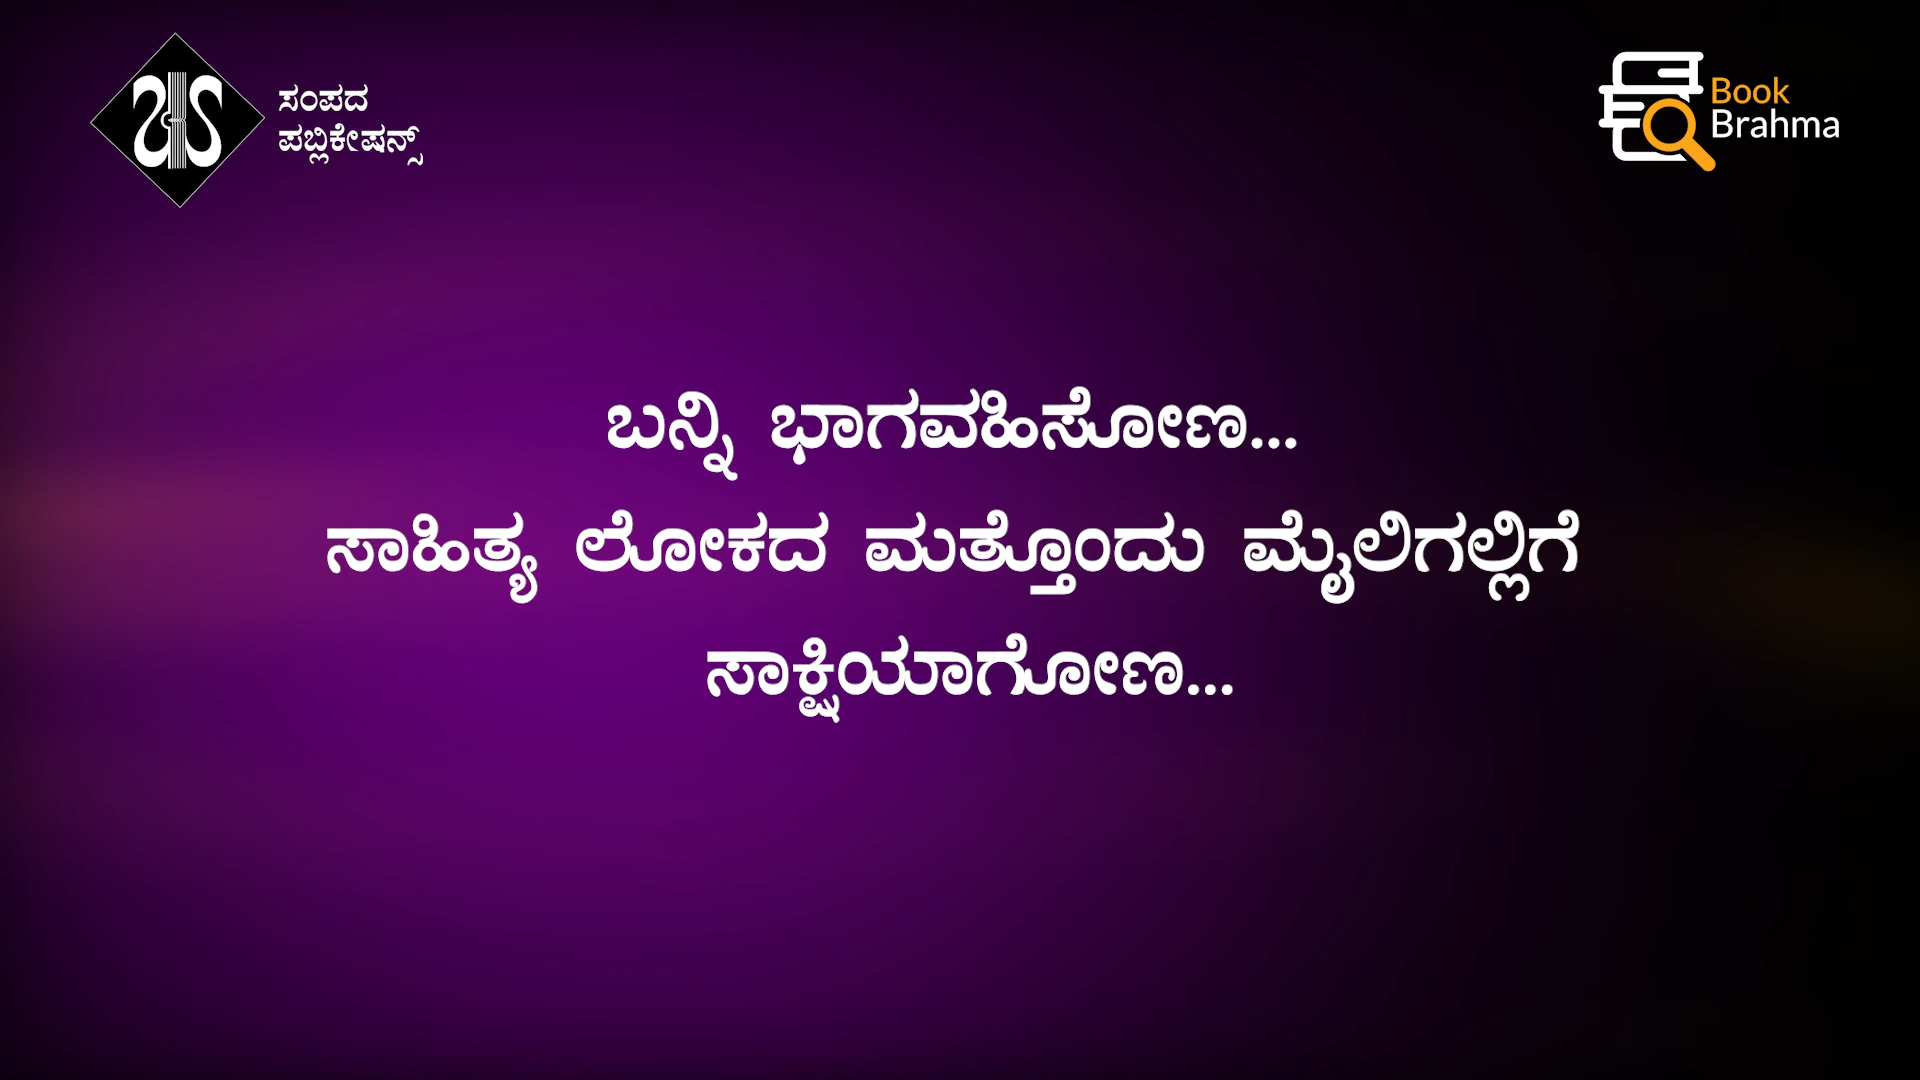 ಸಂಪದ
ಪಬ್ಲಿಕೇಷನ್ಸ್
Book
Brahma
ಬನ್ನಿ ಭಾಗವಹಿಸೋಣ...
ಸಾಹಿತ್ಯ ಲೋಕದ ಮತ್ತೊಂದು ಮೈಲಿಗಲ್ಲಿಗೆ
ಸಾಕ್ಷಿಯಾಗೋಣ...